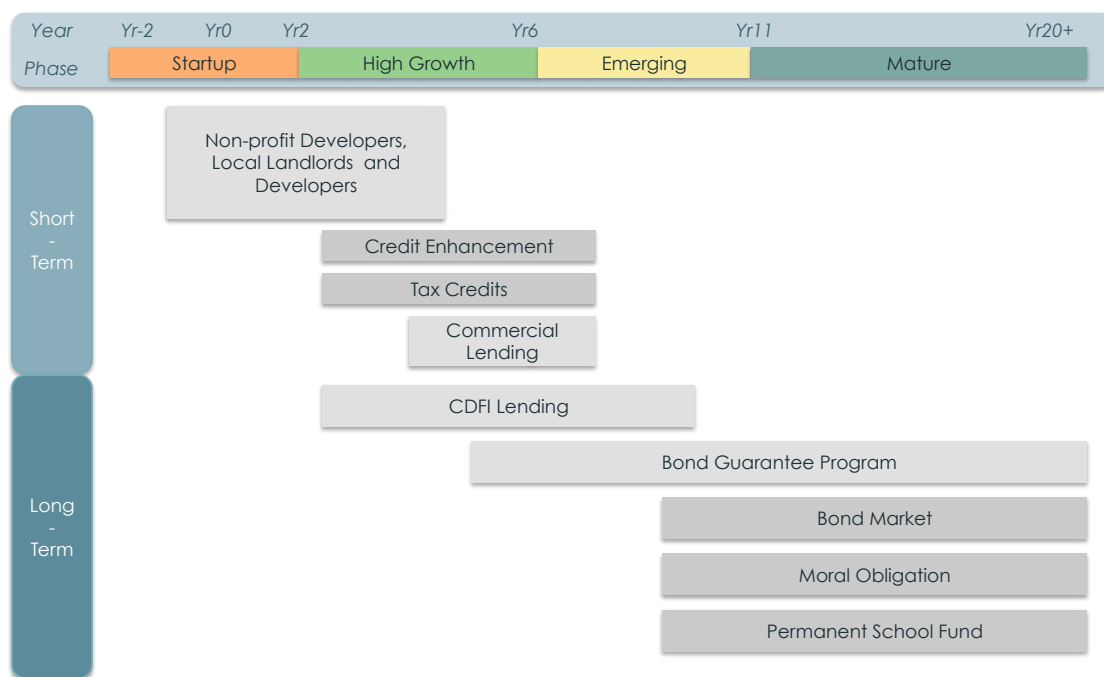 Year Yr-2 Yr0 Yr2 Yr6 Yr11 Yr20+
Phase Startup High Growth Emerging Mature
Short
-
Term
Non-profit Developers,
Local Landlords and
Developers
Credit Enhancement
Tax Credits
Commercial
Lending
Long
-
Term
CDFI Lending
Bond Guarantee Program
Bond Market
Moral Obligation
Permanent School Fund